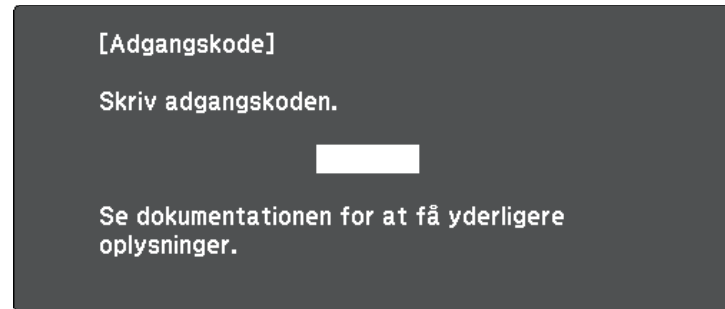 [Adgangskode]
Skriv adgangskoden.
Se dokumentationen for at få yderligere
oplysninger.